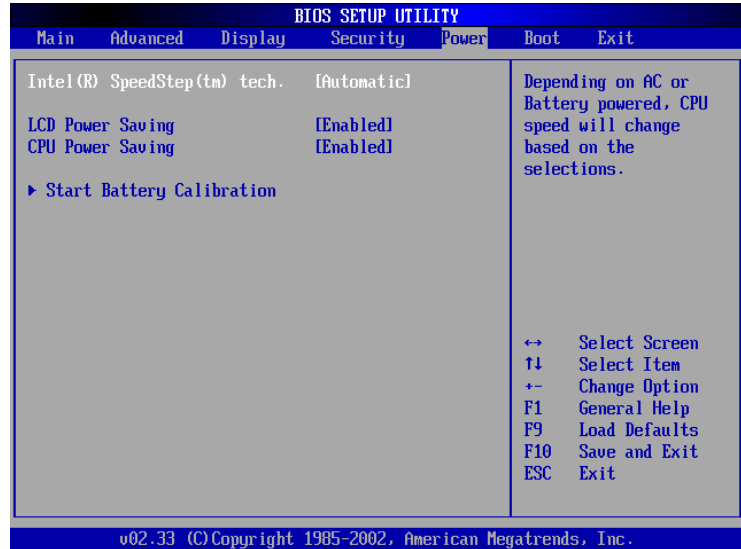 BIOS SETUP UTILITY
Main Advanced Display Security Power Boot Exit
Intel(R) SpeedStep(tm) tech. [Automatic]
LCD Power Saving [Enabled]
CPU Power Saving [Enabled]
▶ Start Battery Calibration
Depending on AC or
Battery powered, CPU
speed will change
based on the
selections.
↔ Select Screen
↑↓ Select Item
+- Change Option
F1 General Help
F9 Load Defaults
F10 Save and Exit
ESC Exit
v02.33 (C)Copyright 1985-2002, American Megatrends, Inc.